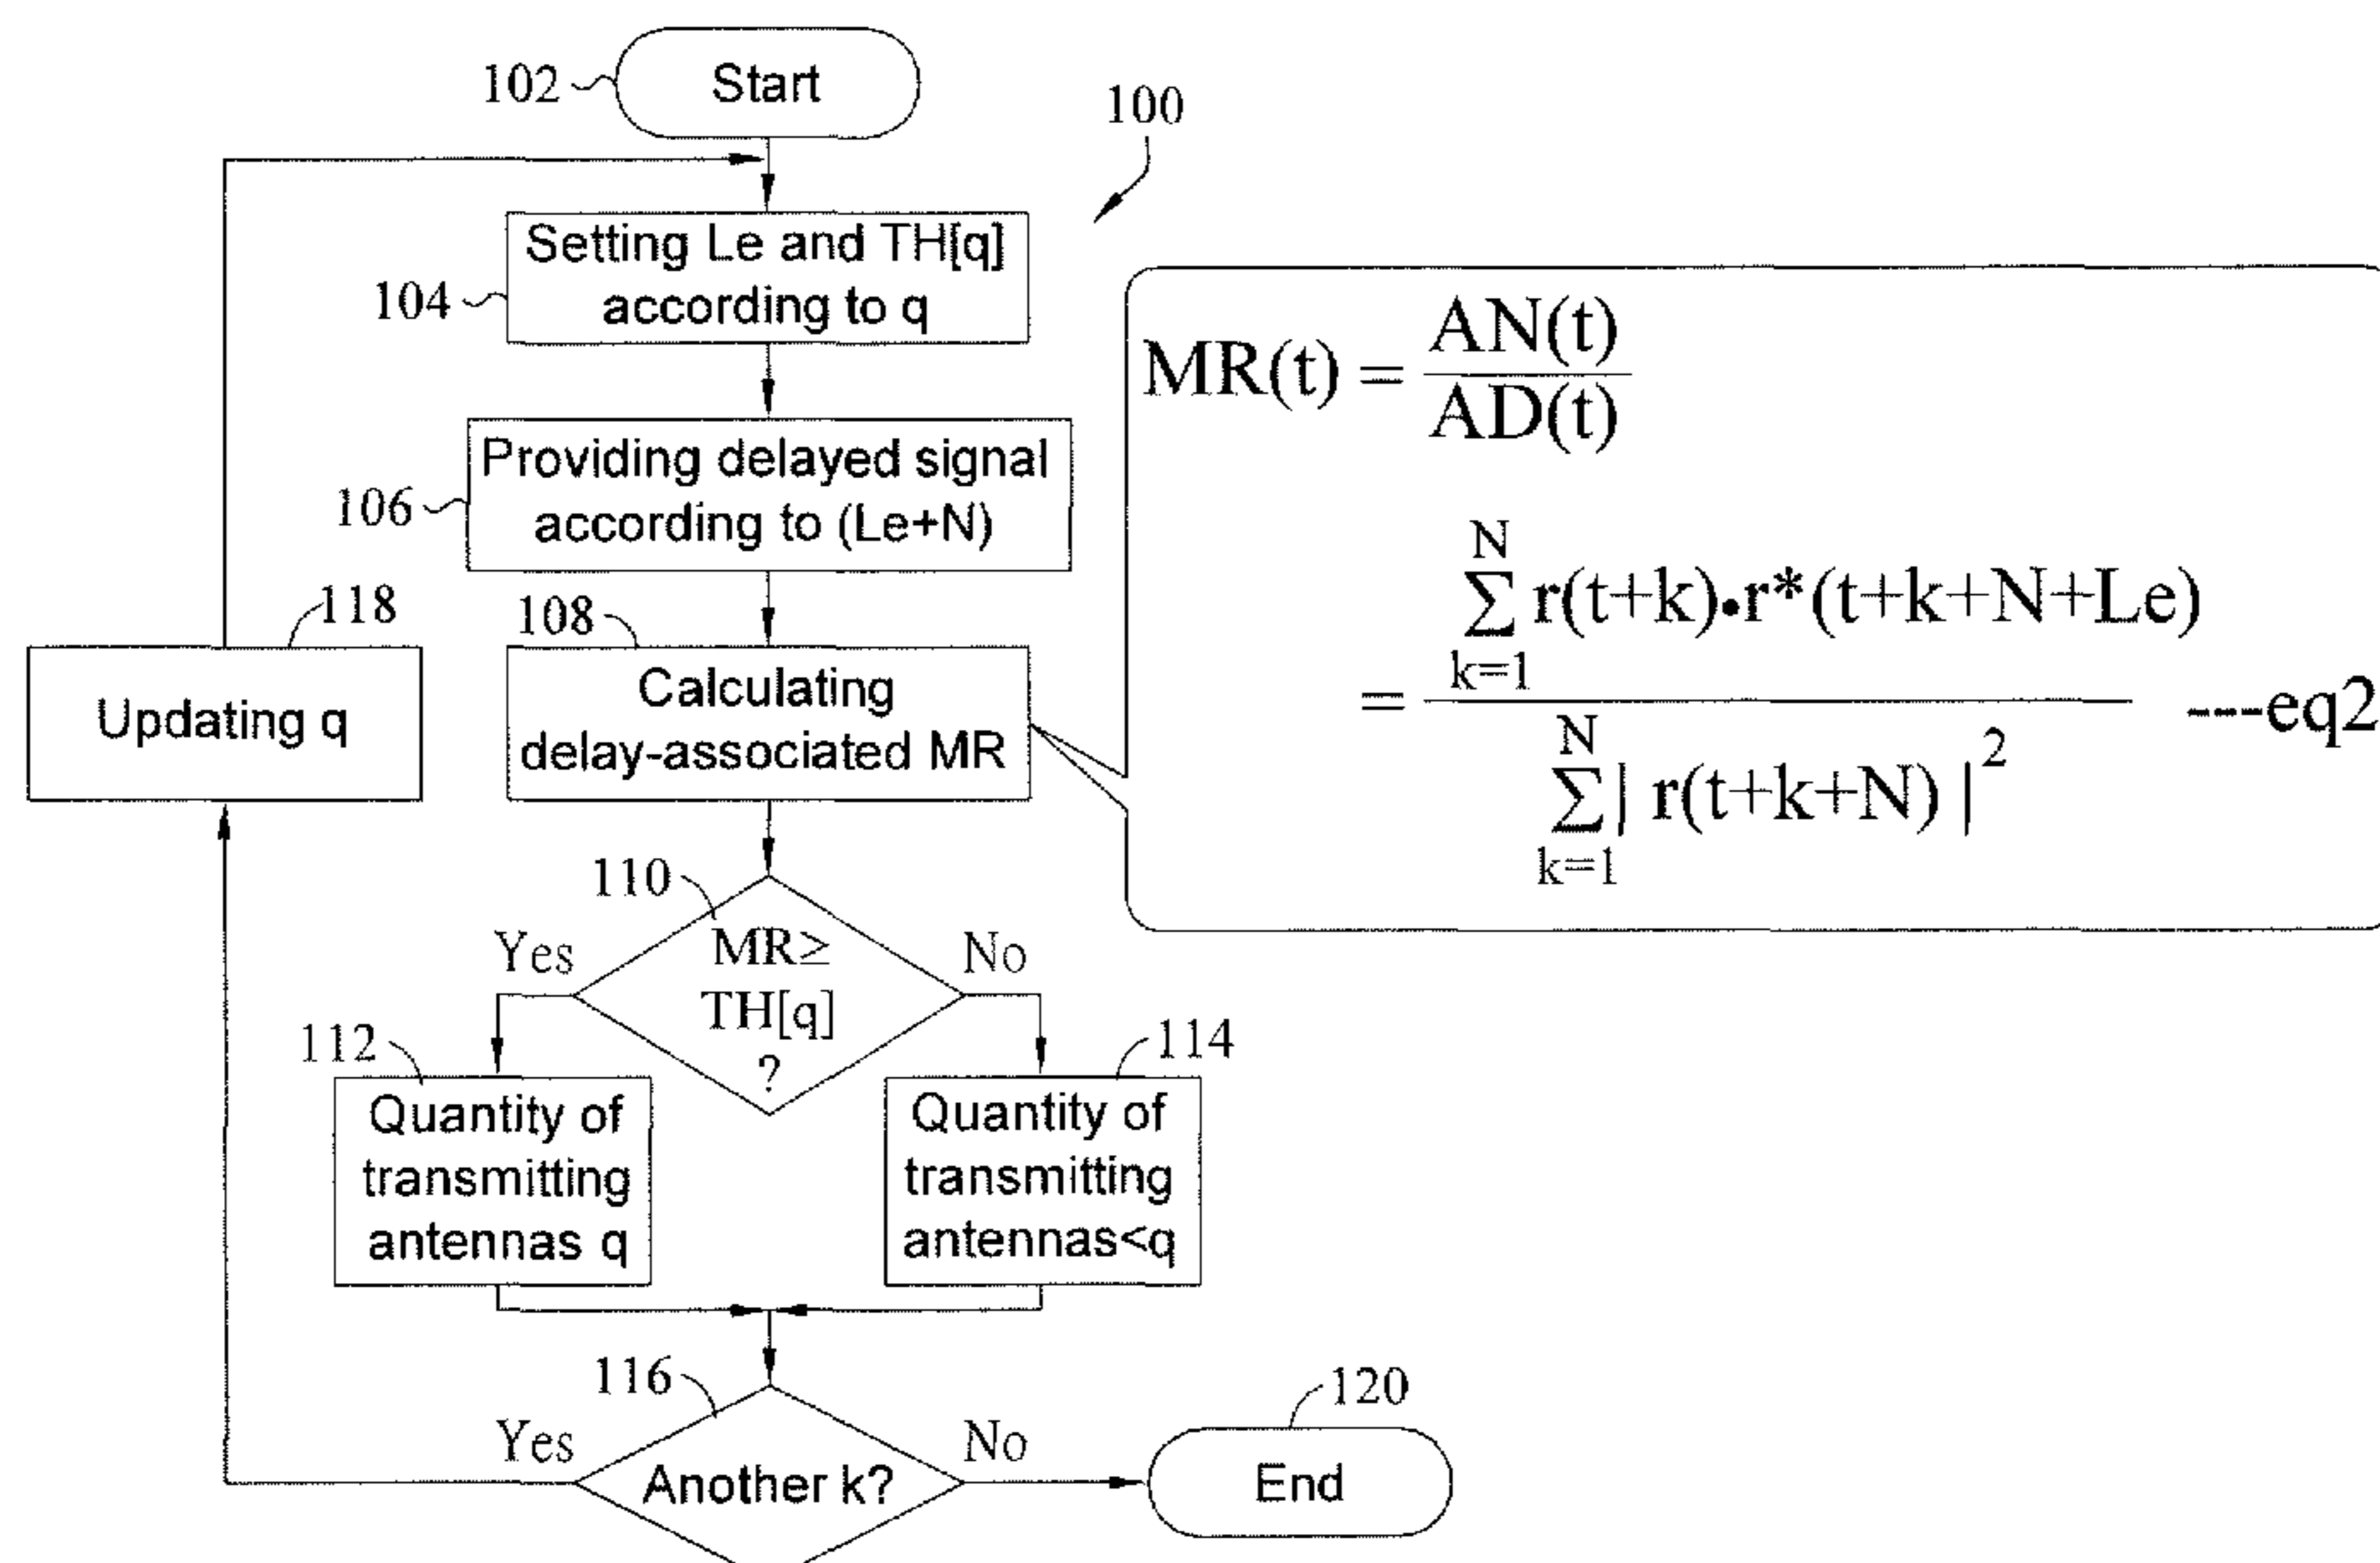 102
Start
100
104
Setting Le and TH[q]
according to q
106
Providing delayed signal
according to (Le+N)
118
Updating q
108
Calculating
delay-associated MR
MR(t) = AN(t)
AD(t)
N
∑ r(t+k)•r*(t+k+N+Le)
k=1
= ---eq2
N
∑| r(t+k+N) |²
k=1
110
Yes
MR≥
TH[q]
?
No
112
Quantity of
transmitting
antennas q
114
Quantity of
transmitting
antennas<q
116
Yes
Another k?
No
120
End